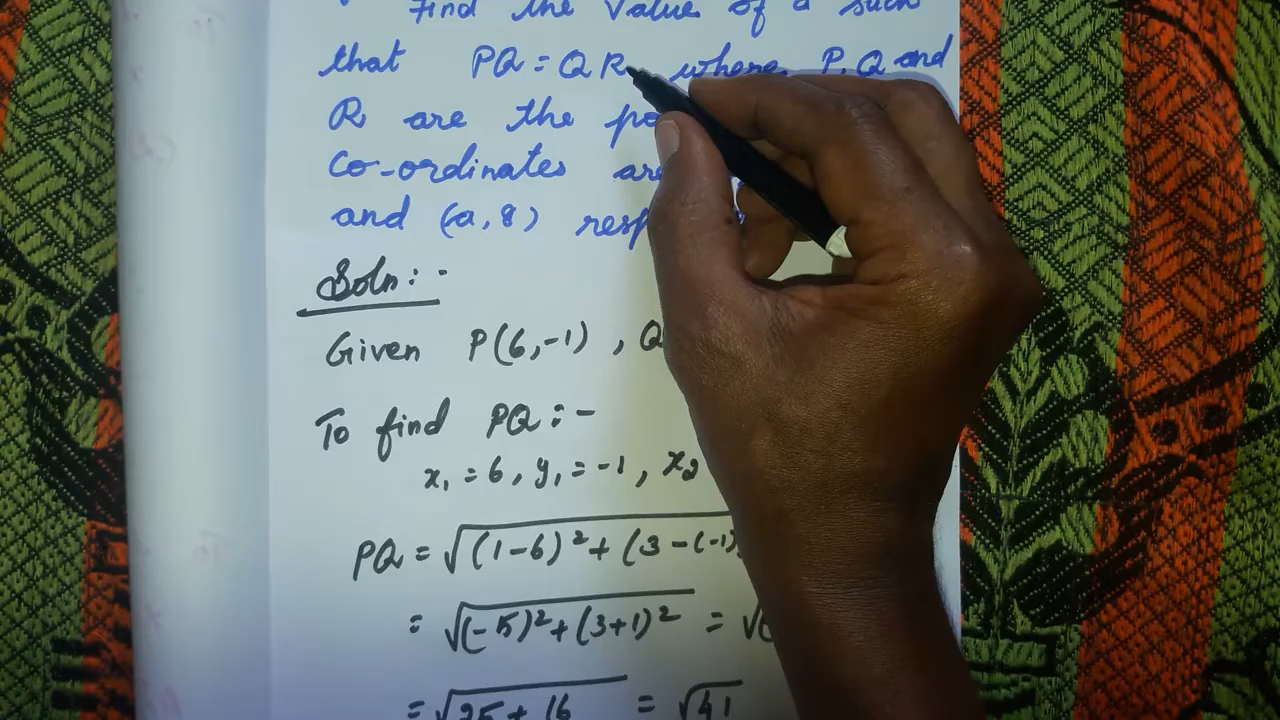 Find the value of a such
that PQ = QR where P, Q and
R are the
Co-ordinates are
and (a, 8)
Soln :-
Given P(6,-1) , Q
To find PQ :-
x₁ = 6 , y₁ = -1 , x₂
PQ = √(1-6)² + (3-(-1)
= √(-5)² + (3+1)² = √
= √25 + 16 = √41